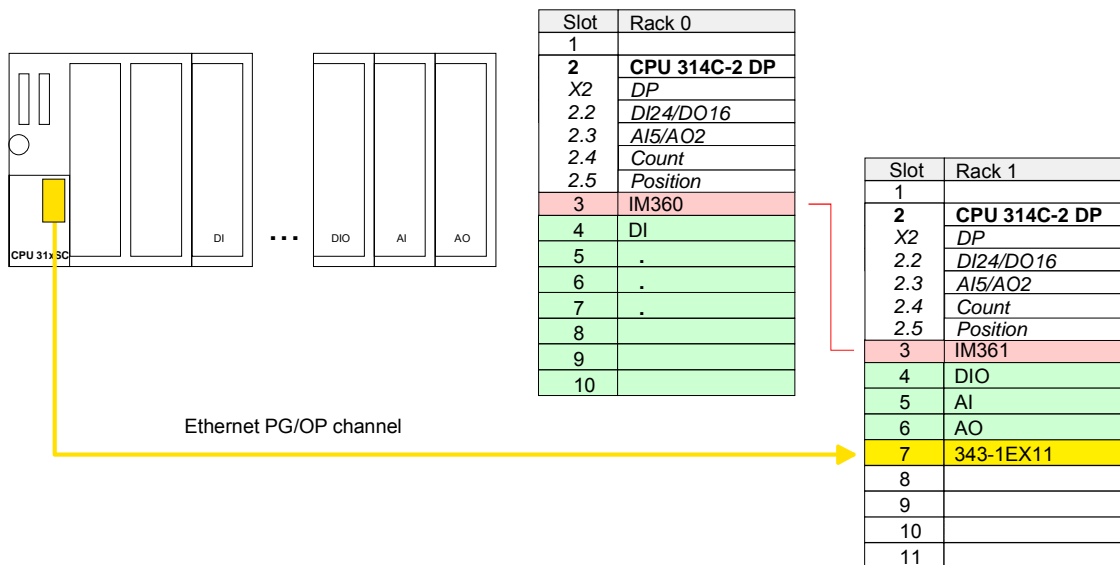 Slot Rack 0
1
2 CPU 314C-2 DP
X2 DP
2.2 DI24/DO16
2.3 AI5/AO2
2.4 Count
2.5 Position
3 IM360
4 DI
5 .
6 .
7 .
8
9
10
CPU 31xSC
DI ... DIO AI AO
Slot Rack 1
1
2 CPU 314C-2 DP
X2 DP
2.2 DI24/DO16
2.3 AI5/AO2
2.4 Count
2.5 Position
3 IM361
4 DIO
5 AI
6 AO
7 343-1EX11
8
9
10
11
Ethernet PG/OP channel